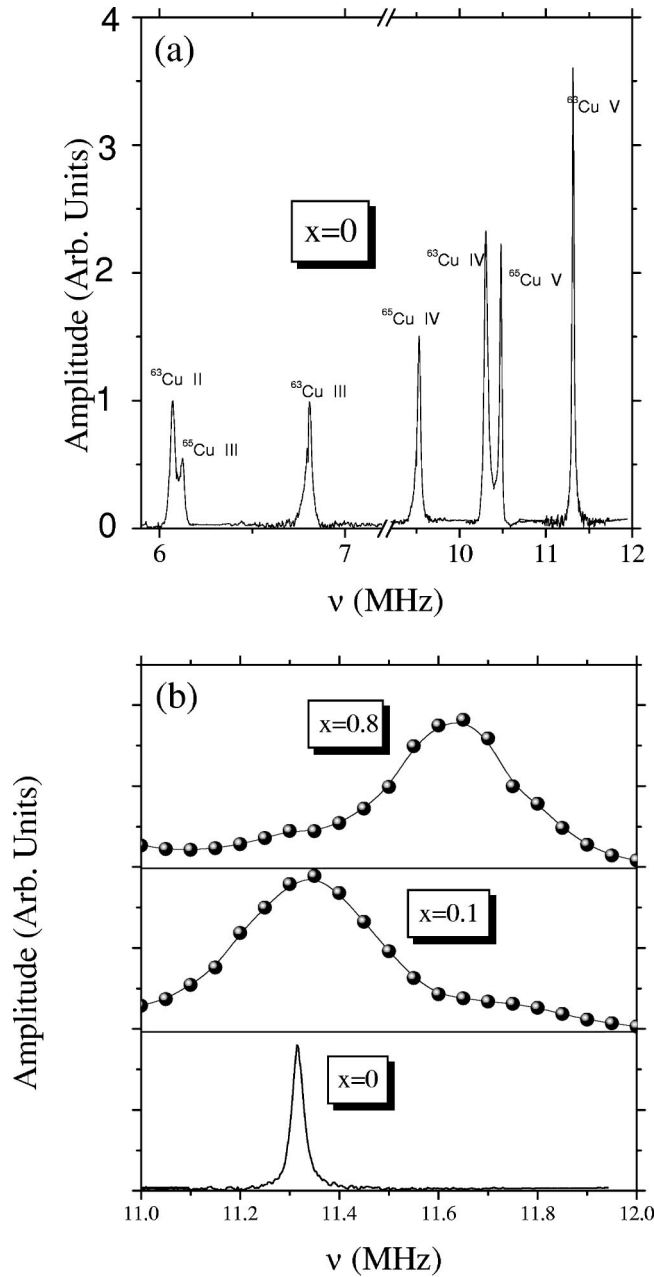 (a)
4
3
2
1
0
Amplitude (Arb. Units)
x=0
⁶³Cu II
⁶⁵Cu III
⁶³Cu III
⁶⁵Cu IV
⁶³Cu IV
⁶⁵Cu V
⁶³Cu V
6 7 10 11 12
ν (MHz)
(b)
x=0.8
x=0.1
x=0
Amplitude (Arb. Units)
11.0 11.2 11.4 11.6 11.8 12.0
ν (MHz)